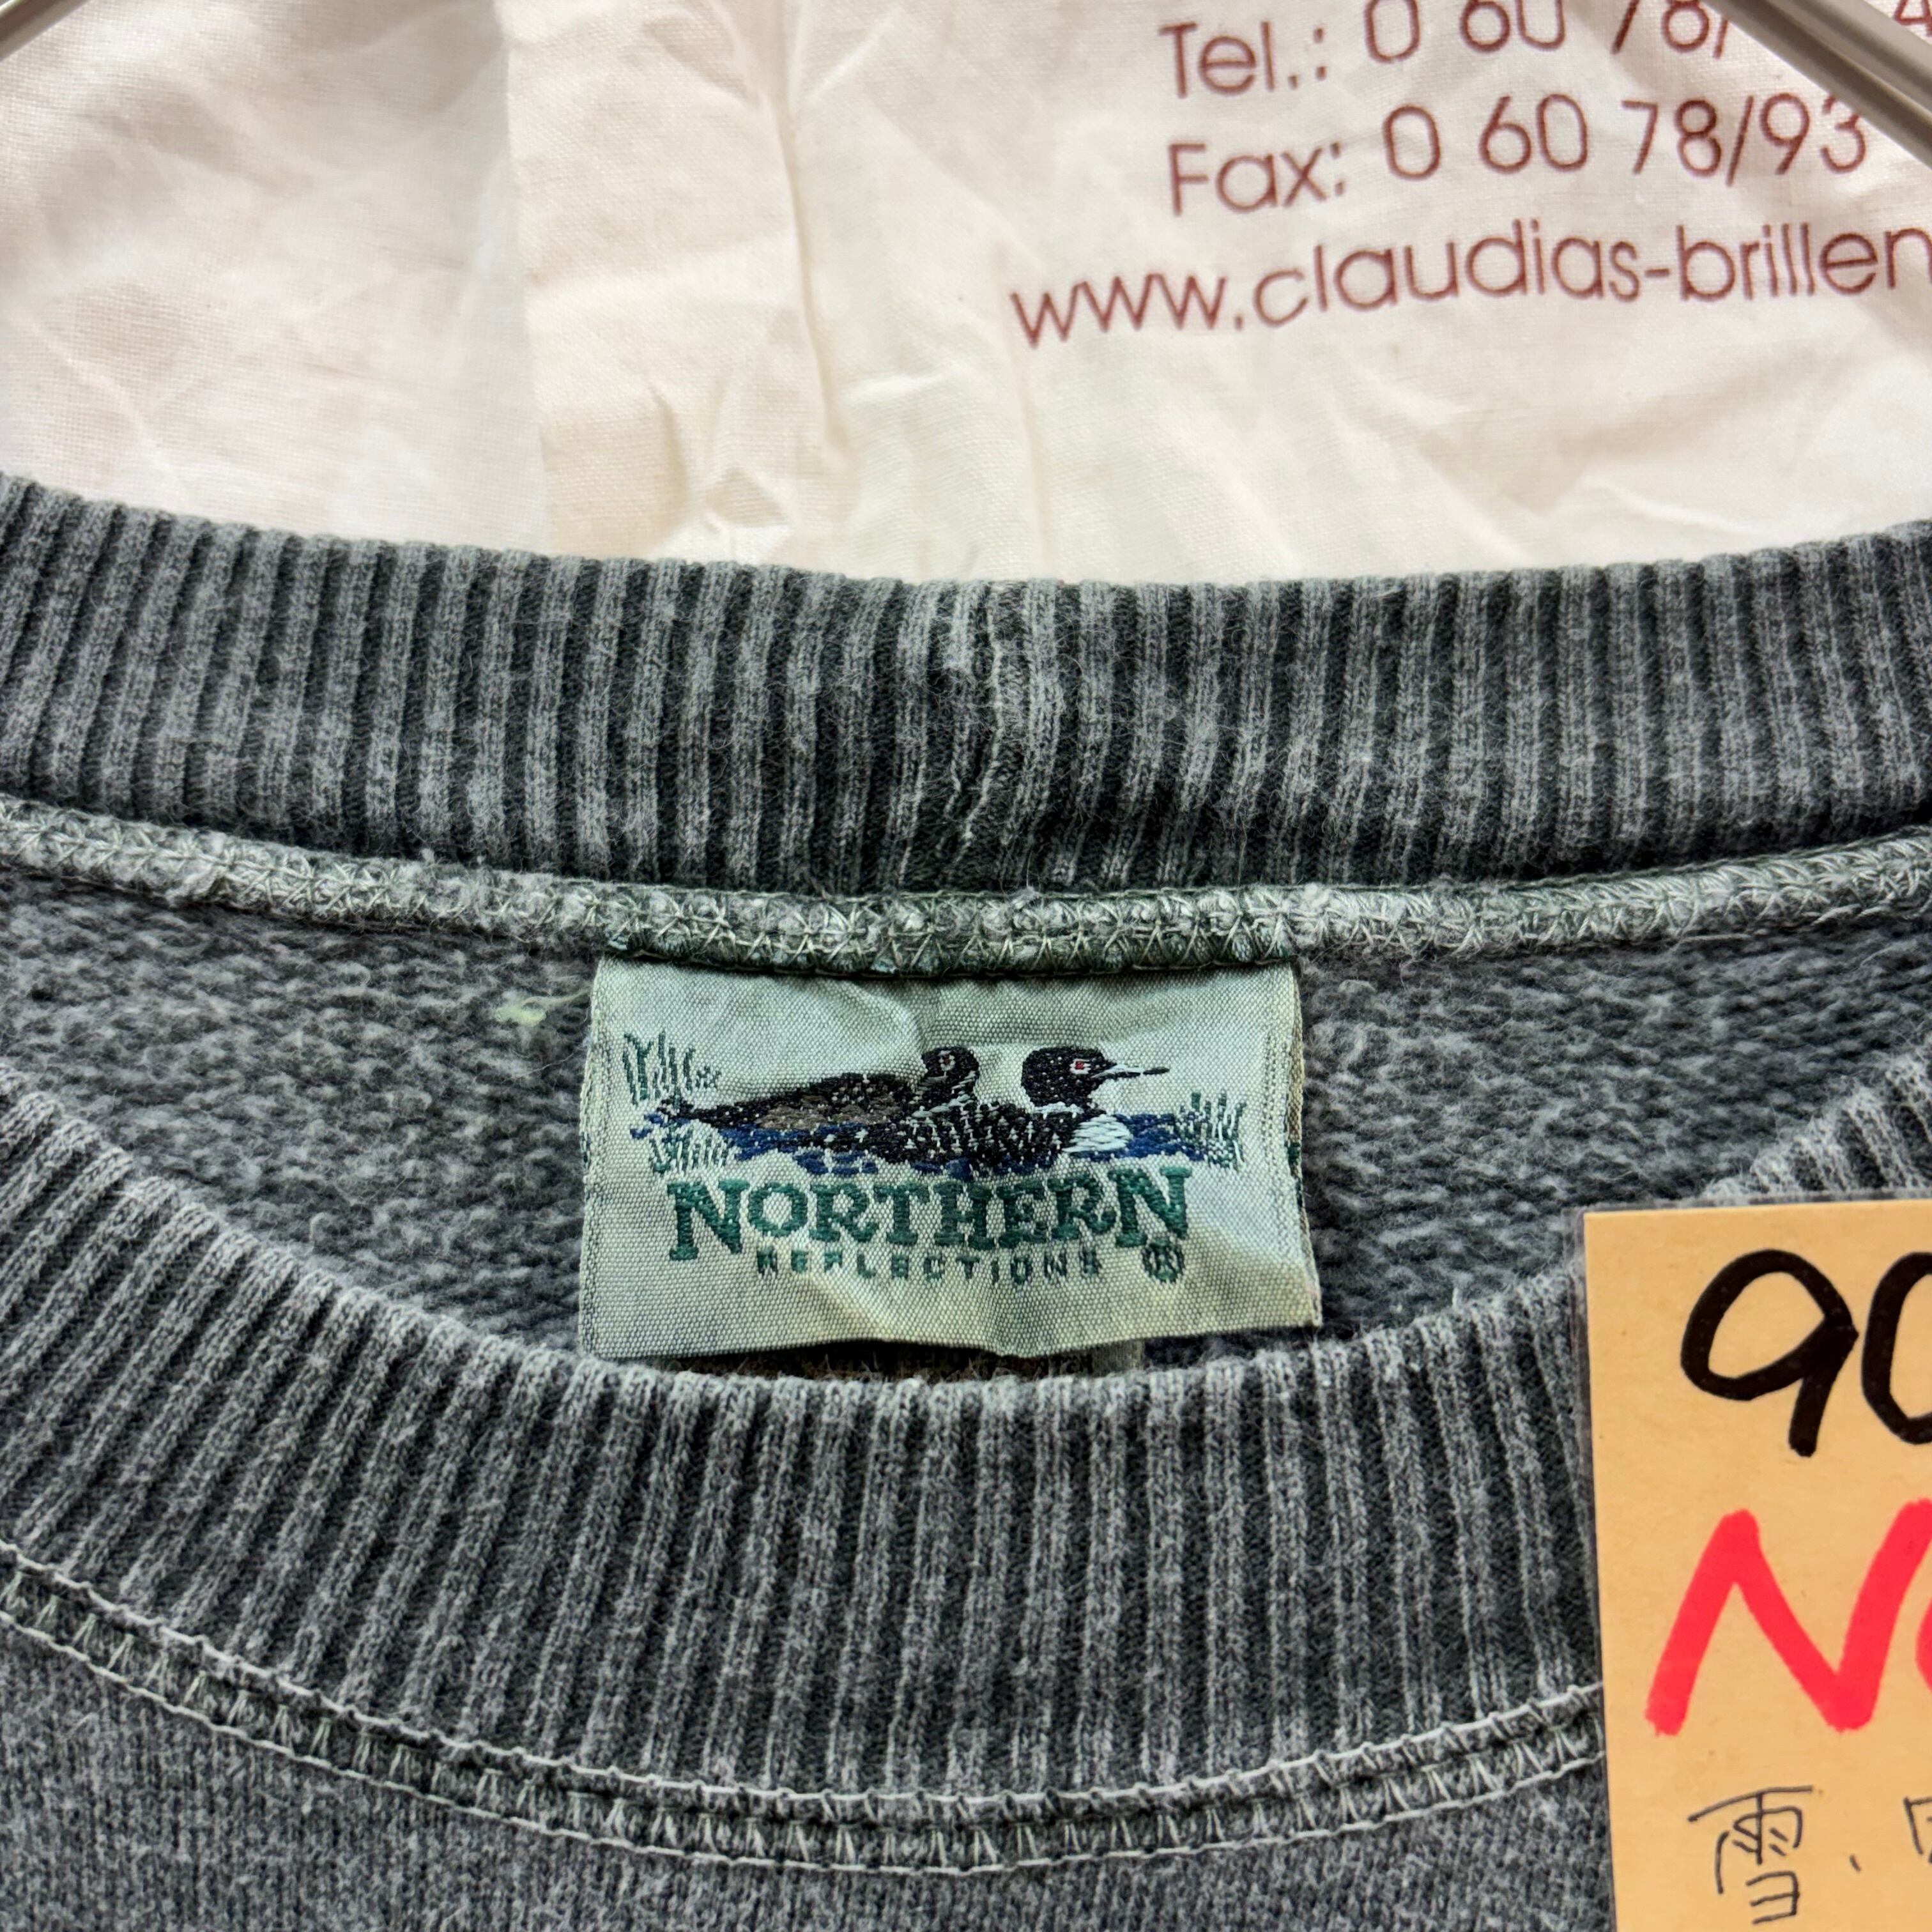 Tel.: 0 60 78/
Fax: 0 60 78/93
www.claudias-brillen
NORTHERN
REFLECTIONS ®
90
N
雪、